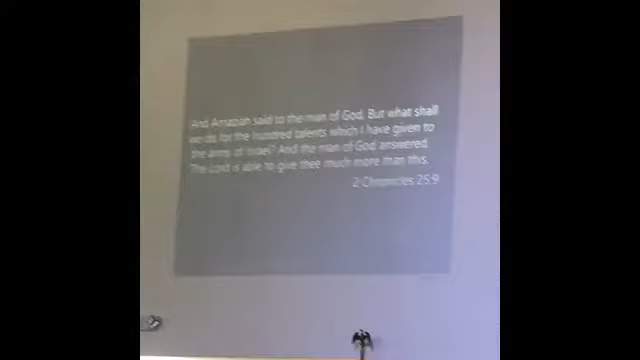 And Amaziah said to the man of God. But what shall
we do for the hundred talents which I have given to
the army of Israel? And the man of God answered.
The Lord is able to give thee much more than this.
2 Chronicles 25:9